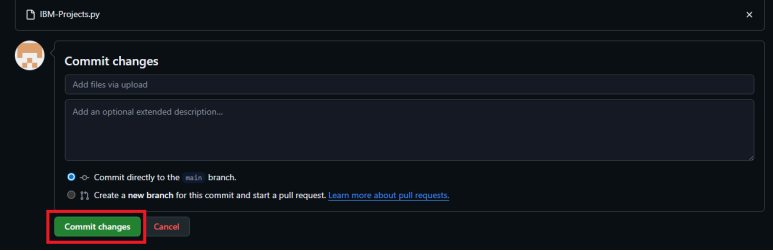 IBM-Projects.py
Commit changes
Add files via upload
Add an optional extended description...
Commit directly to the main branch.
Create a new branch for this commit and start a pull request. Learn more about pull requests.
Commit changes Cancel